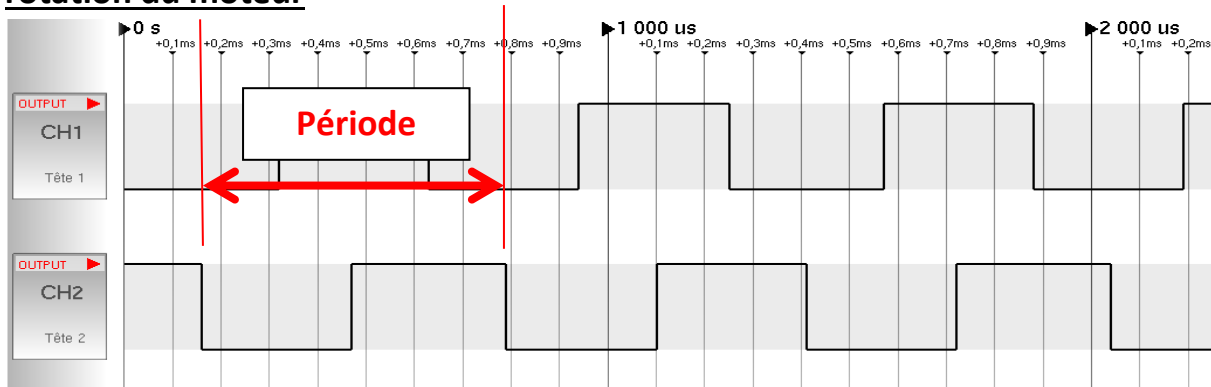 rotation du moteur
0 s
+0,1ms +0,2ms +0,3ms +0,4ms +0,5ms +0,6ms +0,7ms +0,8ms +0,9ms
1 000 us
+0,1ms +0,2ms +0,3ms +0,4ms +0,5ms +0,6ms +0,7ms +0,8ms +0,9ms
2 000 us
+0,1ms +0,2ms
OUTPUT
CH1
Tête 1
Période
OUTPUT
CH2
Tête 2